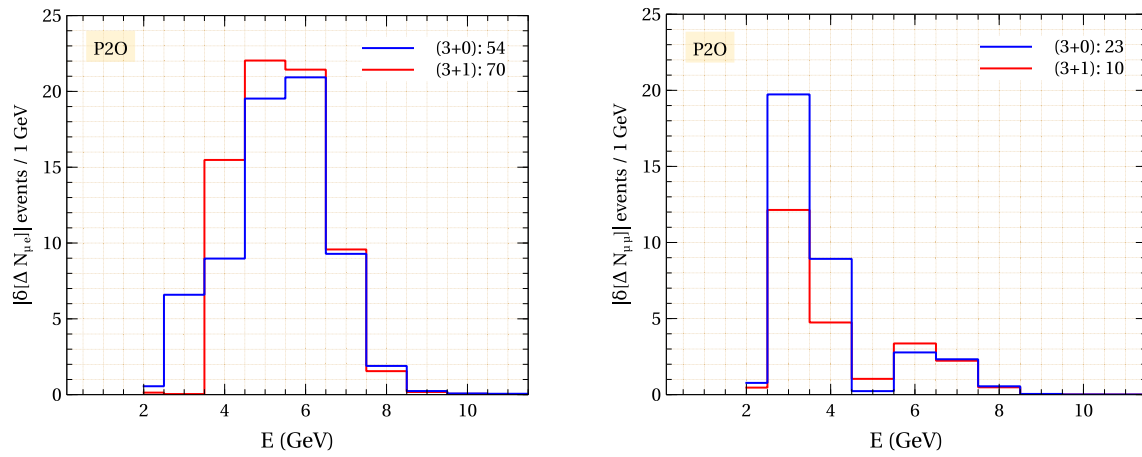 25
20
15
10
5
0
|δ[Δ N_{μ e}]| events / 1 GeV
P2O
(3+0): 54
(3+1): 70
2 4 6 8 10
E (GeV)
25
20
15
10
5
0
|δ[Δ N_{μ μ}]| events / 1 GeV
P2O
(3+0): 23
(3+1): 10
2 4 6 8 10
E (GeV)